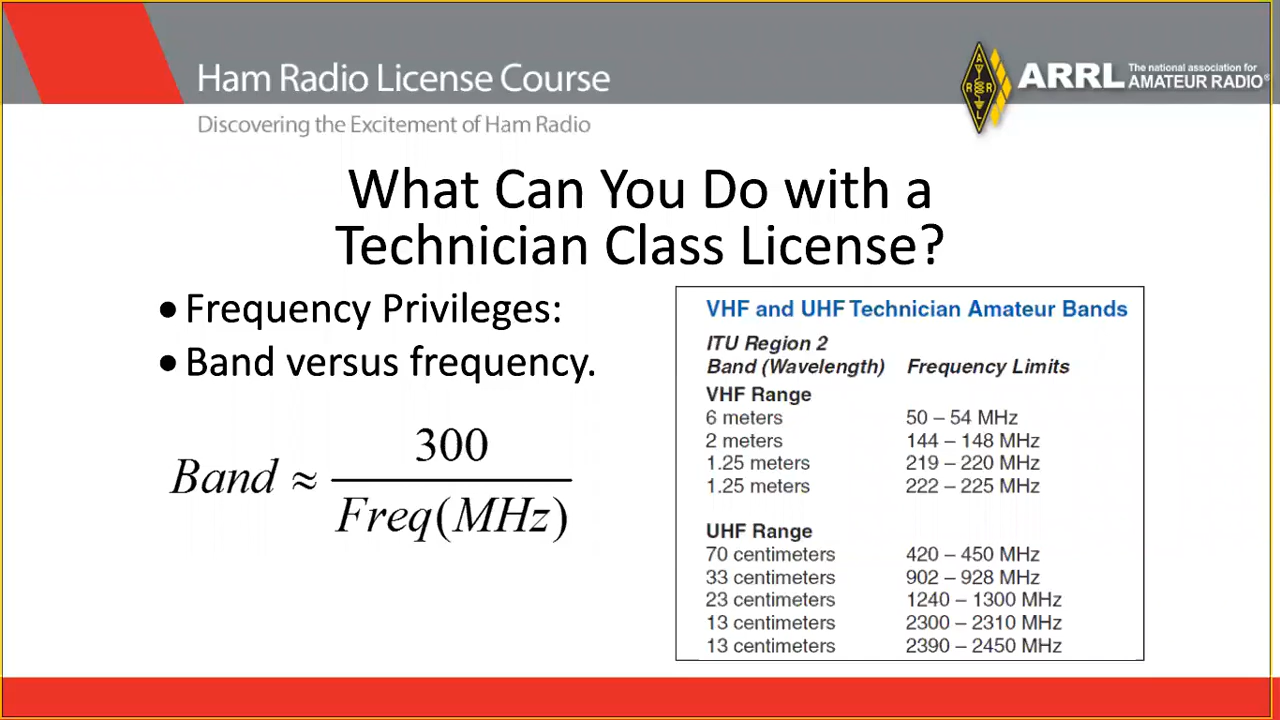 Ham Radio License Course
Discovering the Excitement of Ham Radio
ARRL
The national association for
AMATEUR RADIO®
What Can You Do with a
Technician Class License?
• Frequency Privileges:
• Band versus frequency.
Band ≈ 300
Freq(MHz)
VHF and UHF Technician Amateur Bands
ITU Region 2
Band (Wavelength) Frequency Limits
VHF Range
6 meters 50 – 54 MHz
2 meters 144 – 148 MHz
1.25 meters 219 – 220 MHz
1.25 meters 222 – 225 MHz
UHF Range
70 centimeters 420 – 450 MHz
33 centimeters 902 – 928 MHz
23 centimeters 1240 – 1300 MHz
13 centimeters 2300 – 2310 MHz
13 centimeters 2390 – 2450 MHz